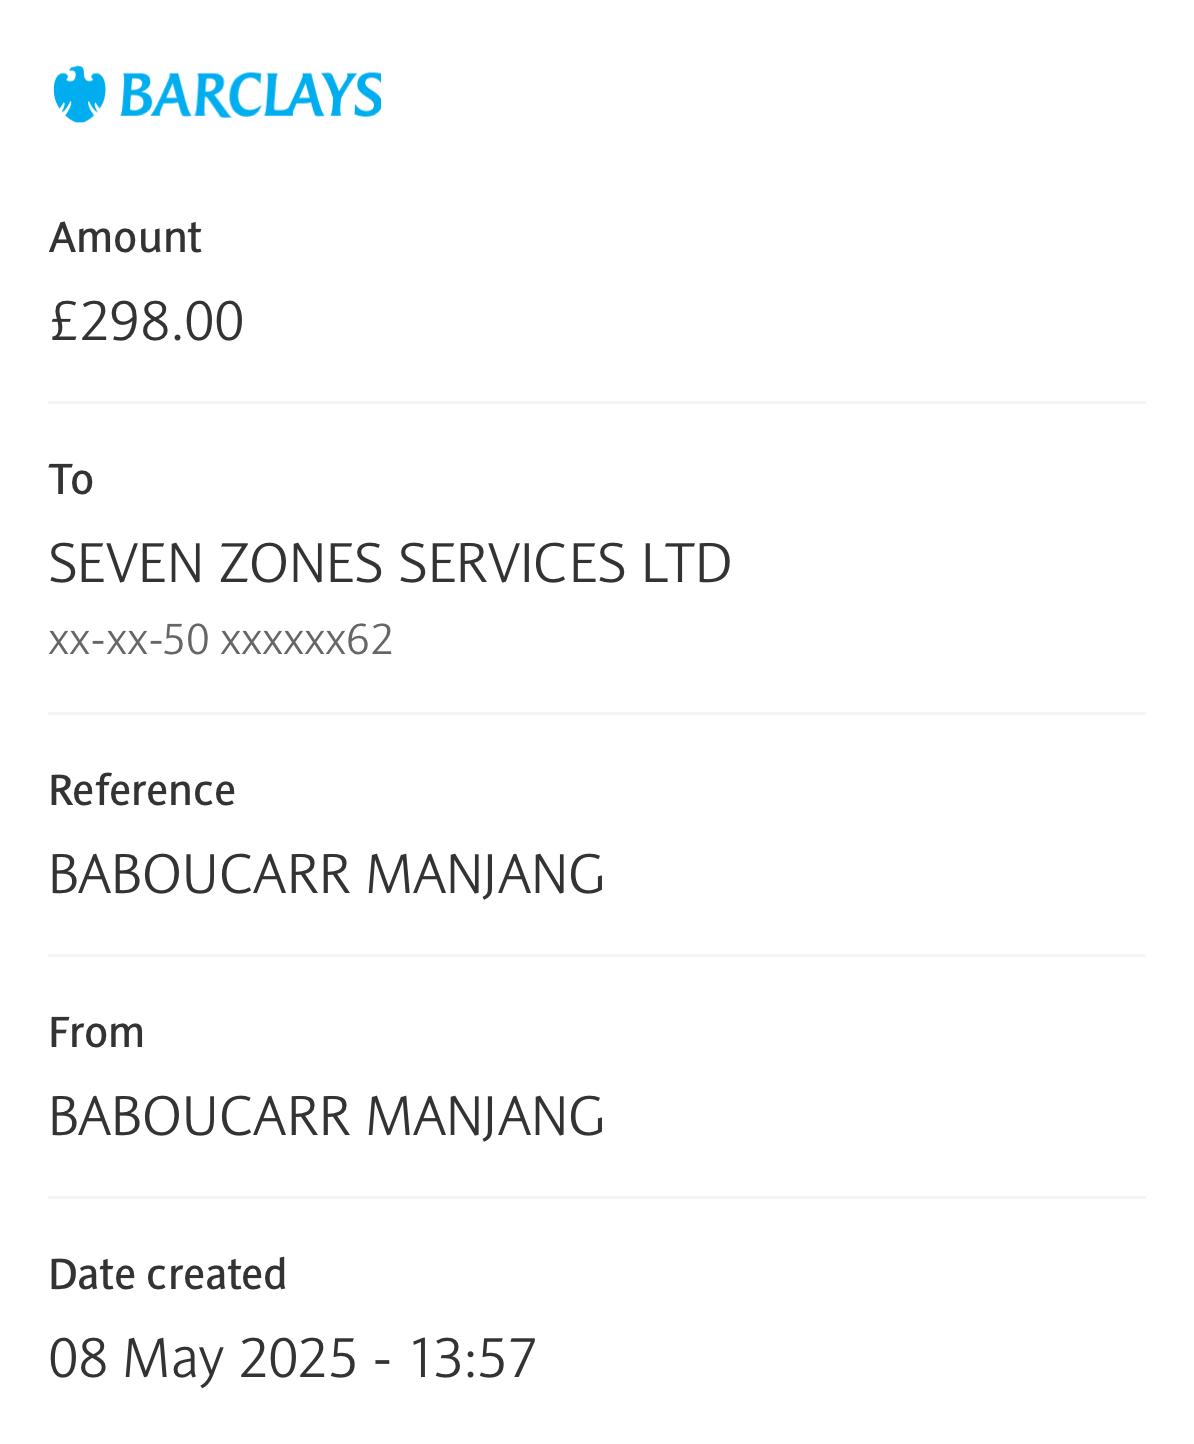 BARCLAYS
Amount
£298.00
To
SEVEN ZONES SERVICES LTD
xx-xx-50 xxxxxx62
Reference
BABOUCARR MANJANG
From
BABOUCARR MANJANG
Date created
08 May 2025 - 13:57